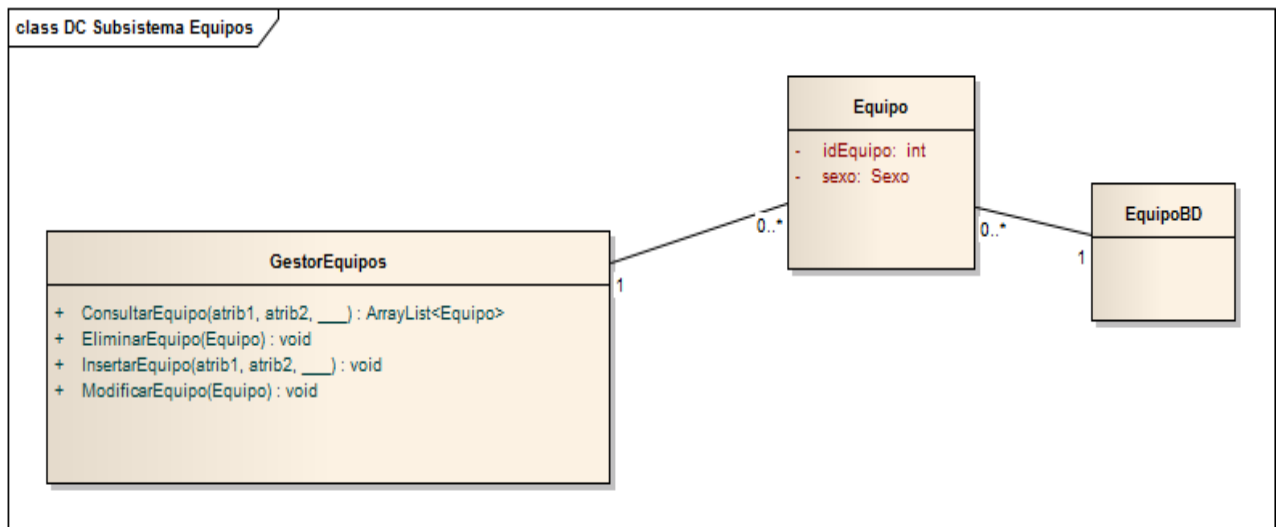 class DC Subsistema Equipos
Equipo
- idEquipo: int
- sexo: Sexo
EquipoBD
0..*
0..*
1
GestorEquipos
1
+ ConsultarEquipo(atrib1, atrib2, ___) : ArrayList<Equipo>
+ EliminarEquipo(Equipo) : void
+ InsertarEquipo(atrib1, atrib2, ___) : void
+ ModificarEquipo(Equipo) : void